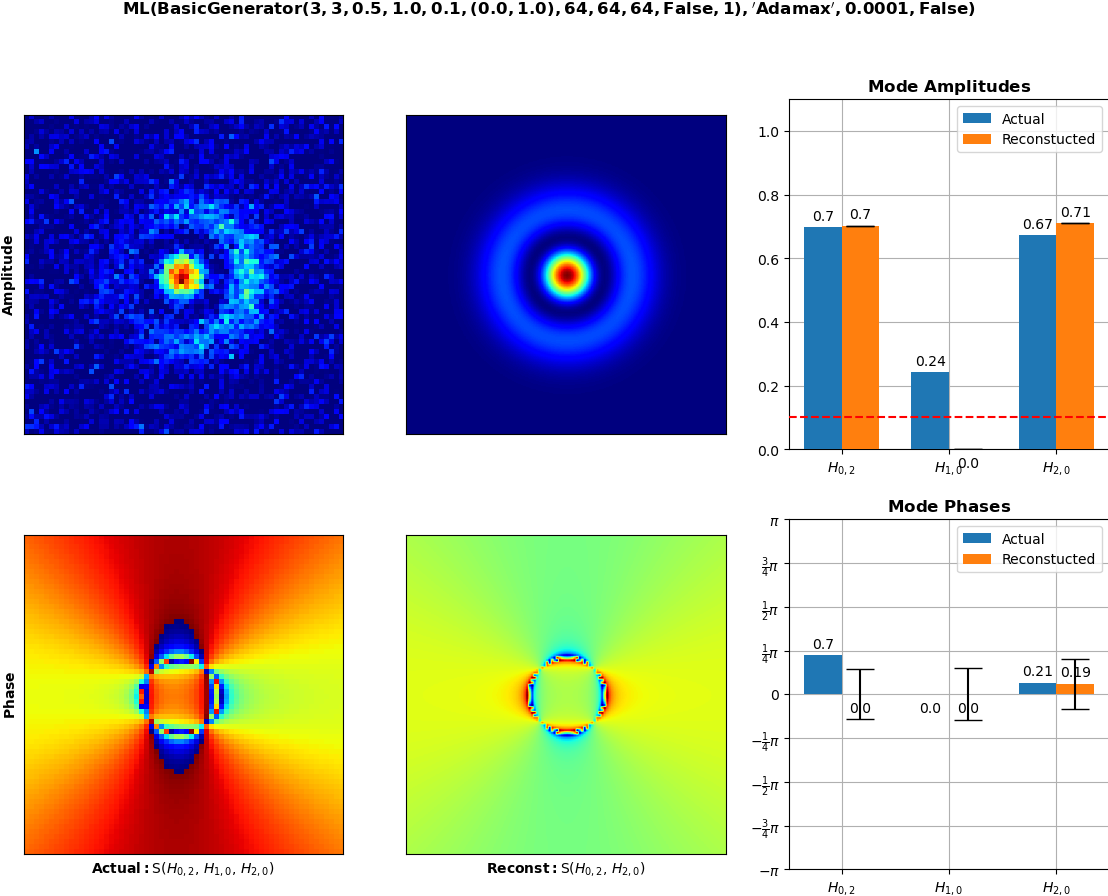 ML(BasicGenerator(3, 3, 0.5, 1.0, 0.1, (0.0, 1.0), 64, 64, 64, False, 1), ′Adamax′, 0.0001, False)
Mode Amplitudes
Amplitude
1.0
0.8
0.6
0.4
0.2
0.0
Actual
Reconstucted
0.7
0.7
0.24
0.0
0.67
0.71
H0, 2
H1, 0
H2, 0
Mode Phases
Phase
π
3/4π
1/2π
1/4π
0
−1/4π
−1/2π
−3/4π
−π
Actual
Reconstucted
0.7
0.0
0.0
0.0
0.21
0.19
H0, 2
H1, 0
H2, 0
Actual: S(H0, 2, H1, 0, H2, 0)
Reconst: S(H0, 2, H2, 0)